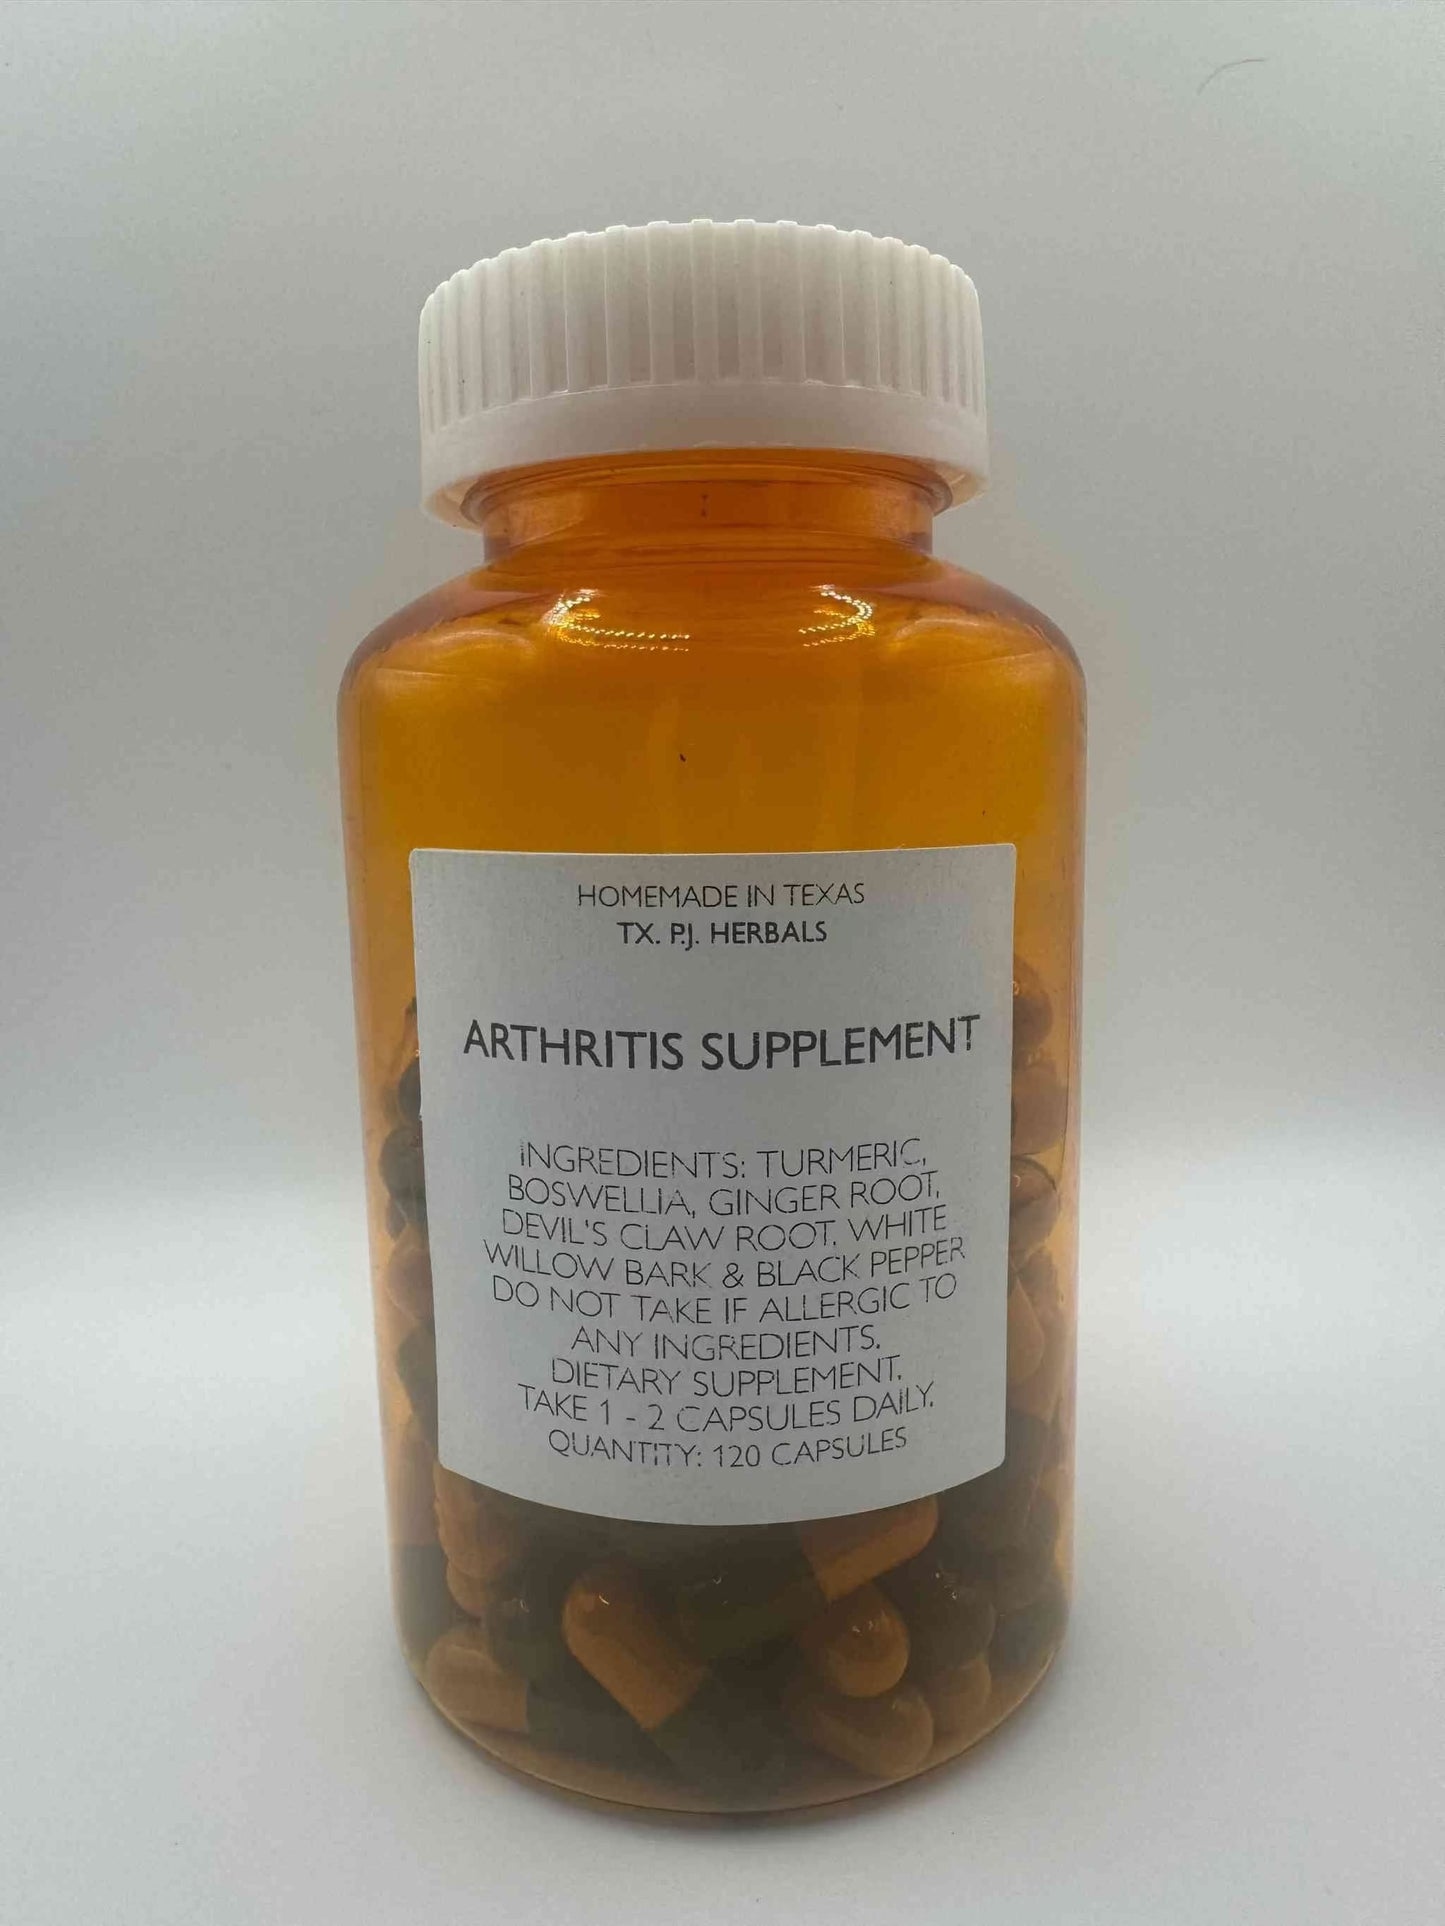 HOMEMADE IN TEXAS
TX. P.J. HERBALS
ARTHRITIS SUPPLEMENT
INGREDIENTS: TURMERIC,
BOSWELLIA, GINGER ROOT,
DEVIL'S CLAW ROOT, WHITE
WILLOW BARK & BLACK PEPPER
DO NOT TAKE IF ALLERGIC TO
ANY INGREDIENTS.
DIETARY SUPPLEMENT.
TAKE 1 - 2 CAPSULES DAILY.
QUANTITY: 120 CAPSULES